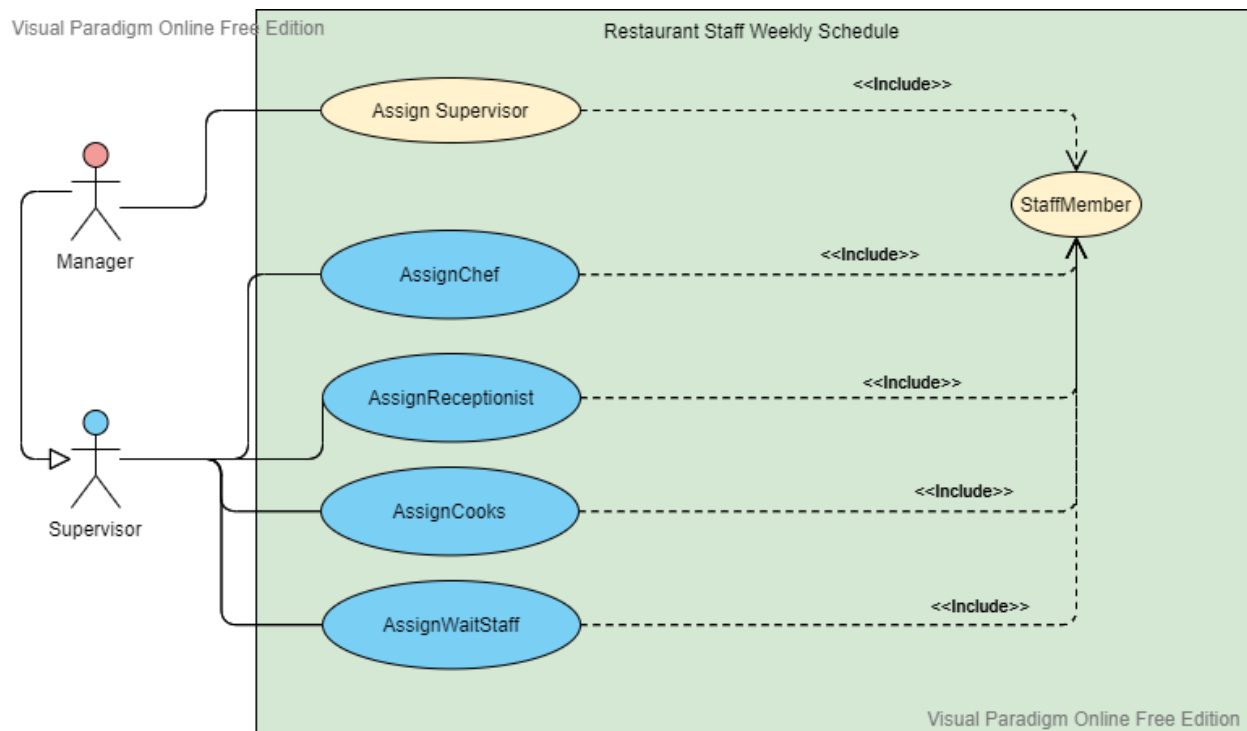 Visual Paradigm Online Free Edition
Restaurant Staff Weekly Schedule
<<Include>>
Assign Supervisor
StaffMember
Manager
<<Include>>
AssignChef
<<Include>>
AssignReceptionist
<<Include>>
AssignCooks
Supervisor
<<Include>>
AssignWaitStaff
Visual Paradigm Online Free Edition